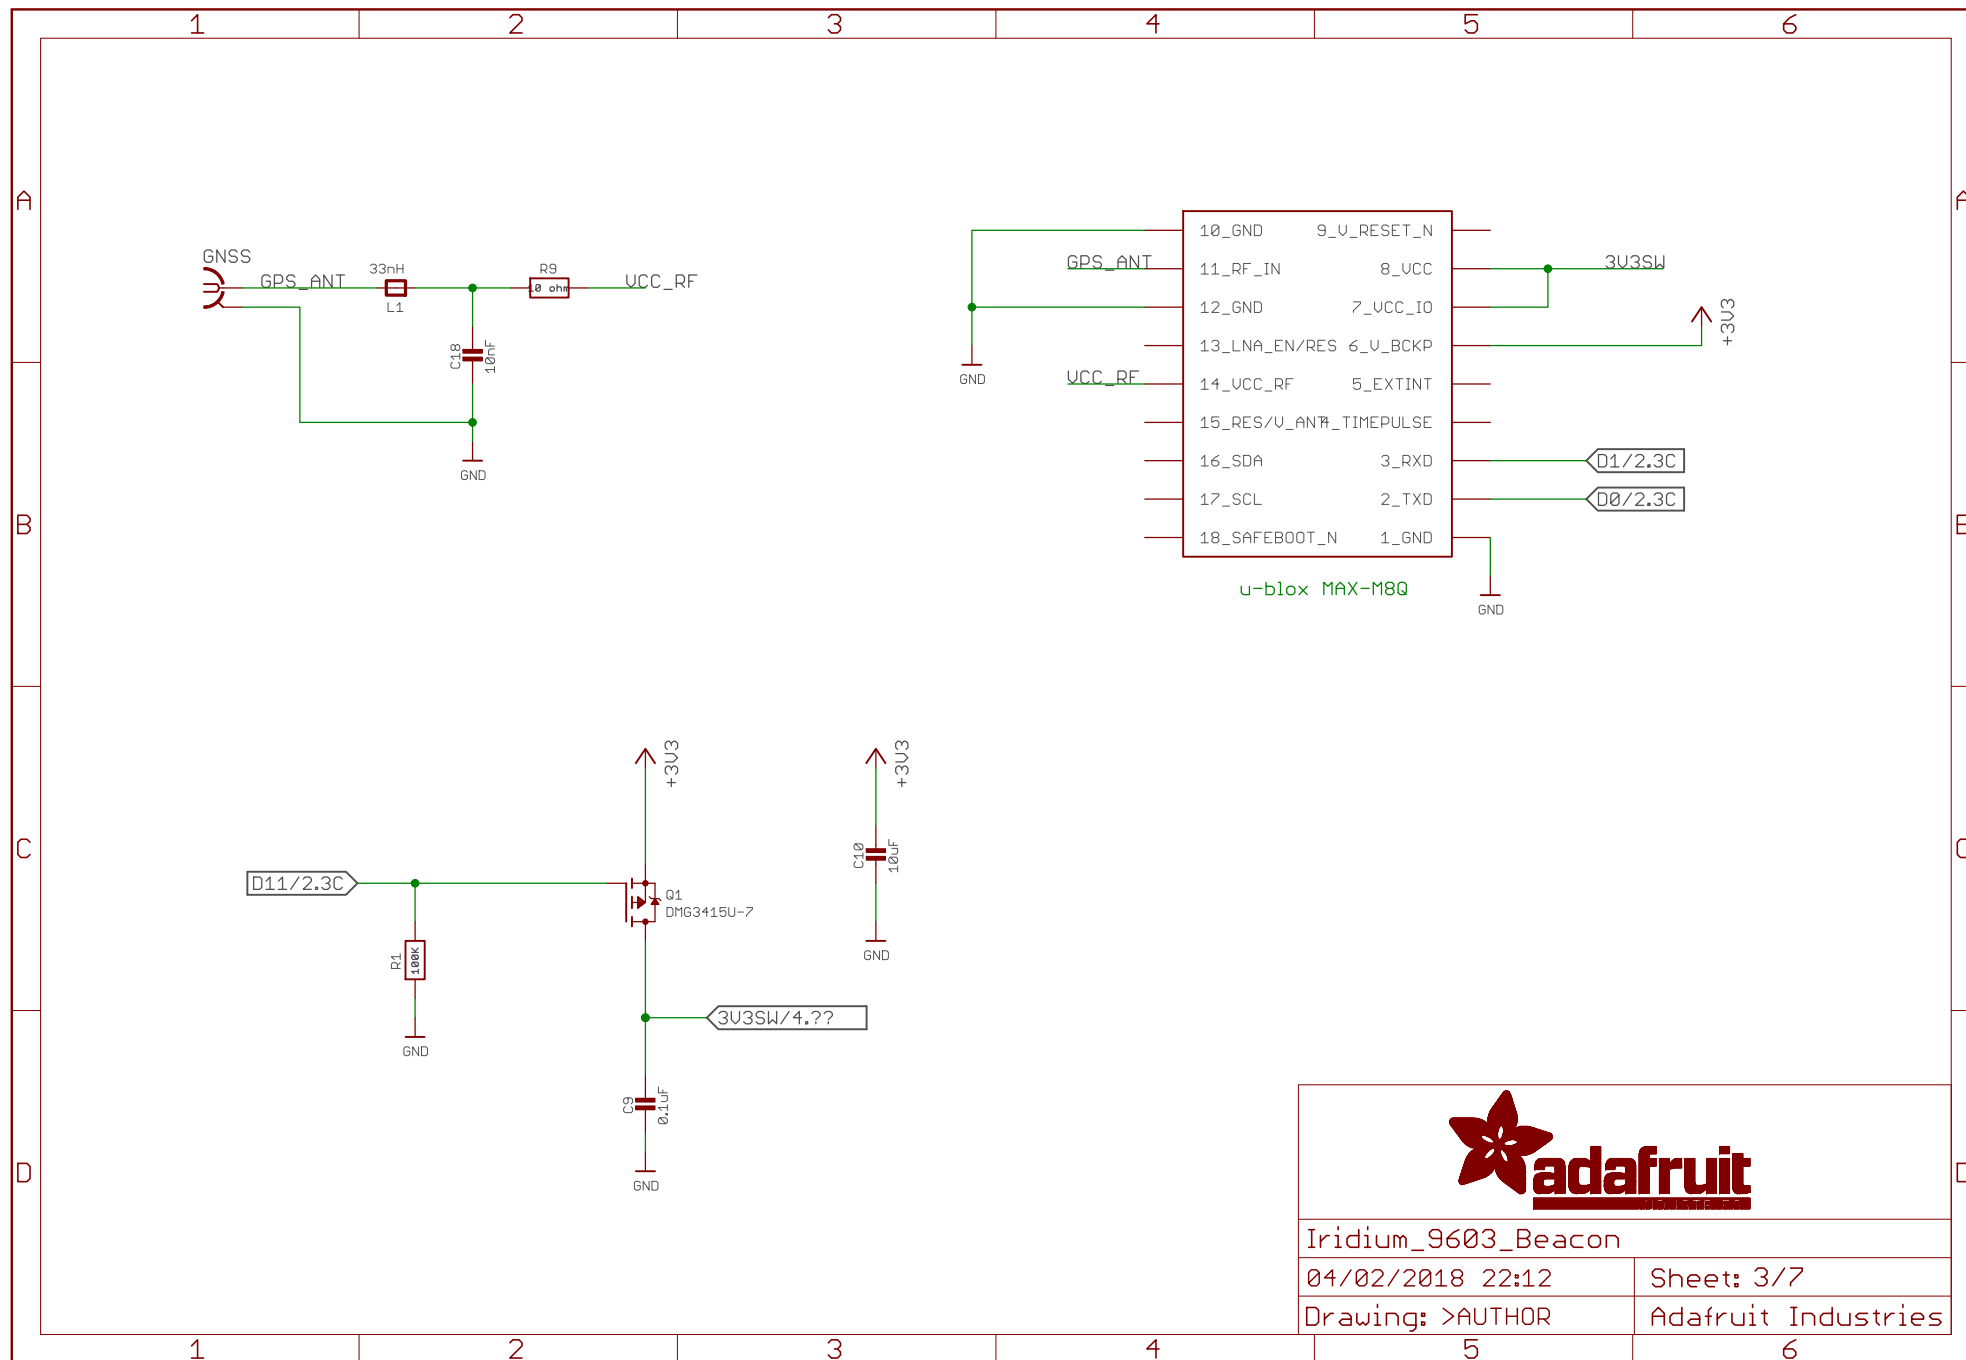 1 2 3 4 5 6
A
A
GNSS
GPS_ANT
33nH
L1
R9
10 ohm
VCC_RF
C18
10nF
GND
10_GND 9_V_RESET_N
GPS_ANT 11_RF_IN 8_VCC 3V3SW
12_GND 7_VCC_IO
+3V3
13_LNA_EN/RES 6_V_BCKP
GND
VCC_RF 14_VCC_RF 5_EXTINT
15_RES/V_ANT 4_TIMEPULSE
16_SDA 3_RXD D1/2.3C
17_SCL 2_TXD D0/2.3C
18_SAFEBOOT_N 1_GND
u-blox MAX-M8Q
GND
B
B
+3V3
+3V3
C
C
D11/2.3C
Q1
DMG3415U-7
C10
10uF
GND
R1
100K
GND
3V3SW/4.??
C9
0.1uF
GND
D
D
adafruit
Iridium_9603_Beacon
04/02/2018 22:12 Sheet: 3/7
Drawing: >AUTHOR Adafruit Industries
1 2 3 4 5 6